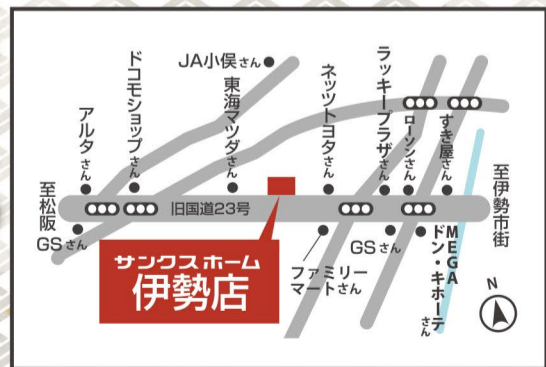 JA小俣さん
アルタさん
ドコモショップさん
東海マツダさん
ネッツトヨタさん
ラッキープラザさん
ローソンさん
すき屋さん
至松阪
旧国道23号
至伊勢市街
GSさん
サンクスホーム
伊勢店
ファミリー
マートさん
GSさん
MEGA
ドン・キホーテ
さん
N